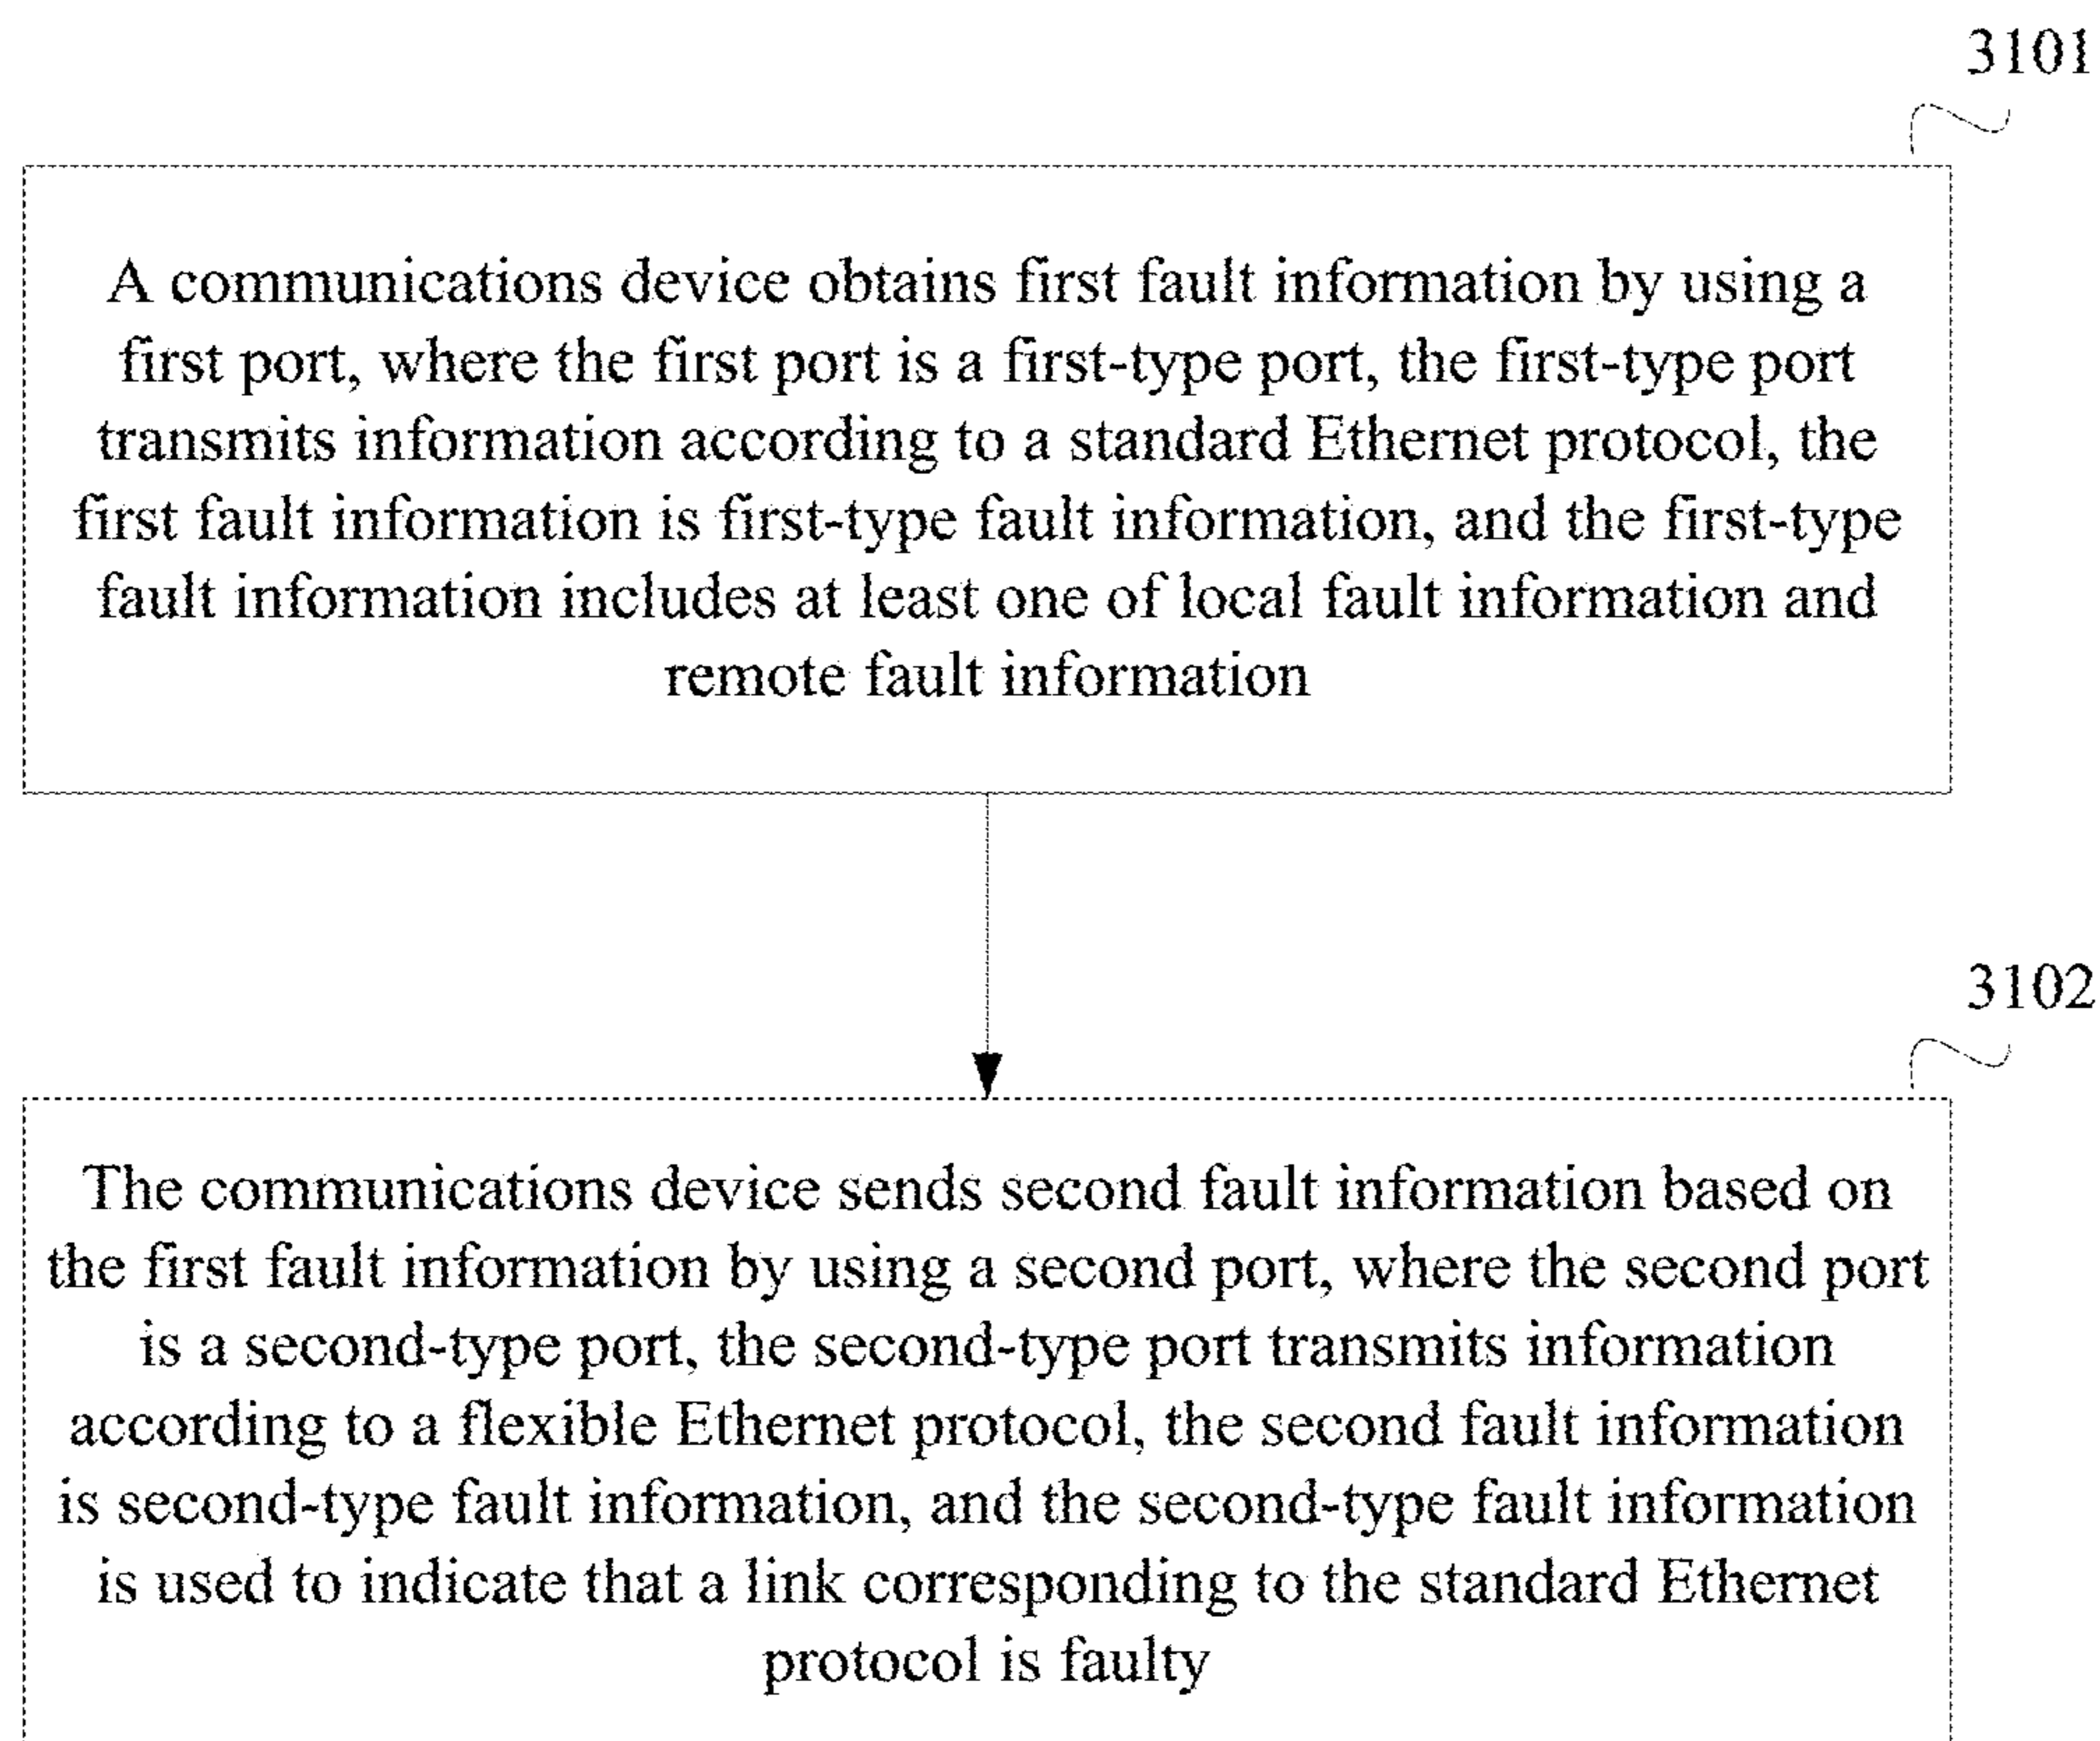 3101
A communications device obtains first fault information by using a
first port, where the first port is a first-type port, the first-type port
transmits information according to a standard Ethernet protocol, the
first fault information is first-type fault information, and the first-type
fault information includes at least one of local fault information and
remote fault information
3102
The communications device sends second fault information based on
the first fault information by using a second port, where the second port
is a second-type port, the second-type port transmits information
according to a flexible Ethernet protocol, the second fault information
is second-type fault information, and the second-type fault information
is used to indicate that a link corresponding to the standard Ethernet
protocol is faulty